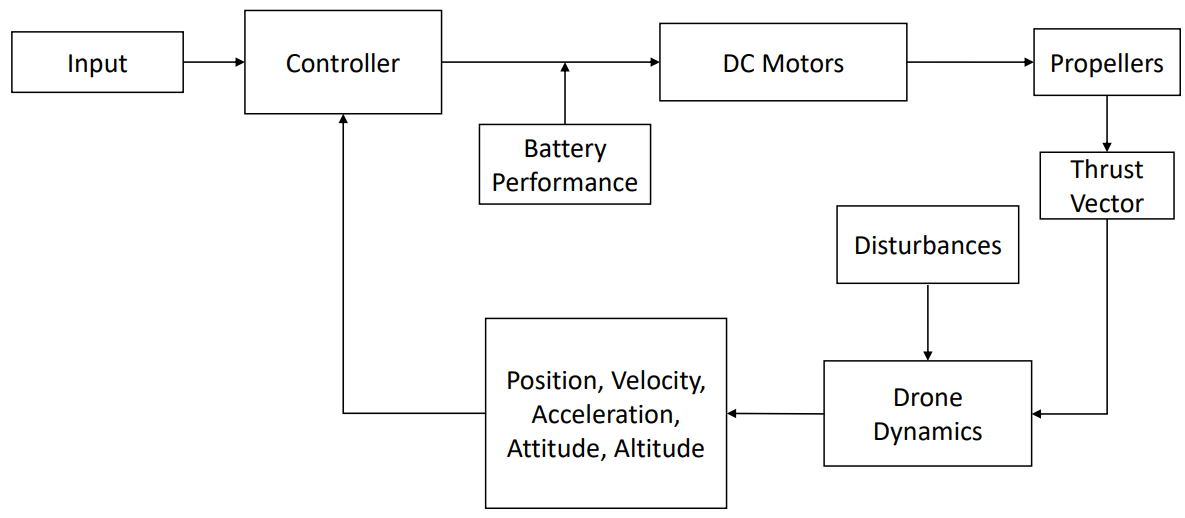 Input
Controller
DC Motors
Propellers
Battery
Performance
Thrust
Vector
Disturbances
Position, Velocity,
Acceleration,
Attitude, Altitude
Drone
Dynamics